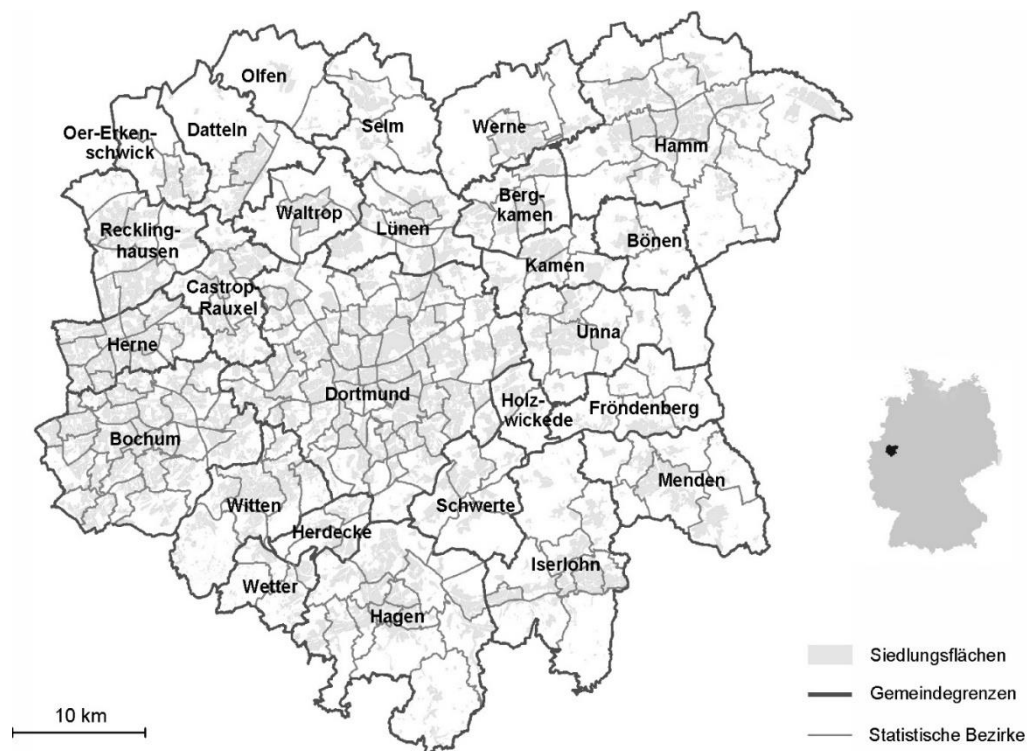 Olfen
Oer-Erken-
schwick
Datteln
Selm
Werne
Hamm
Reckling-
hausen
Waltrop
Lünen
Berg-
kamen
Bönen
Kamen
Castrop-
Rauxel
Herne
Unna
Dortmund
Holz-
wickede
Fröndenberg
Bochum
Menden
Witten
Schwerte
Herdecke
Iserlohn
Wetter
Hagen
Siedlungsflächen
Gemeindegrenzen
Statistische Bezirke
10 km